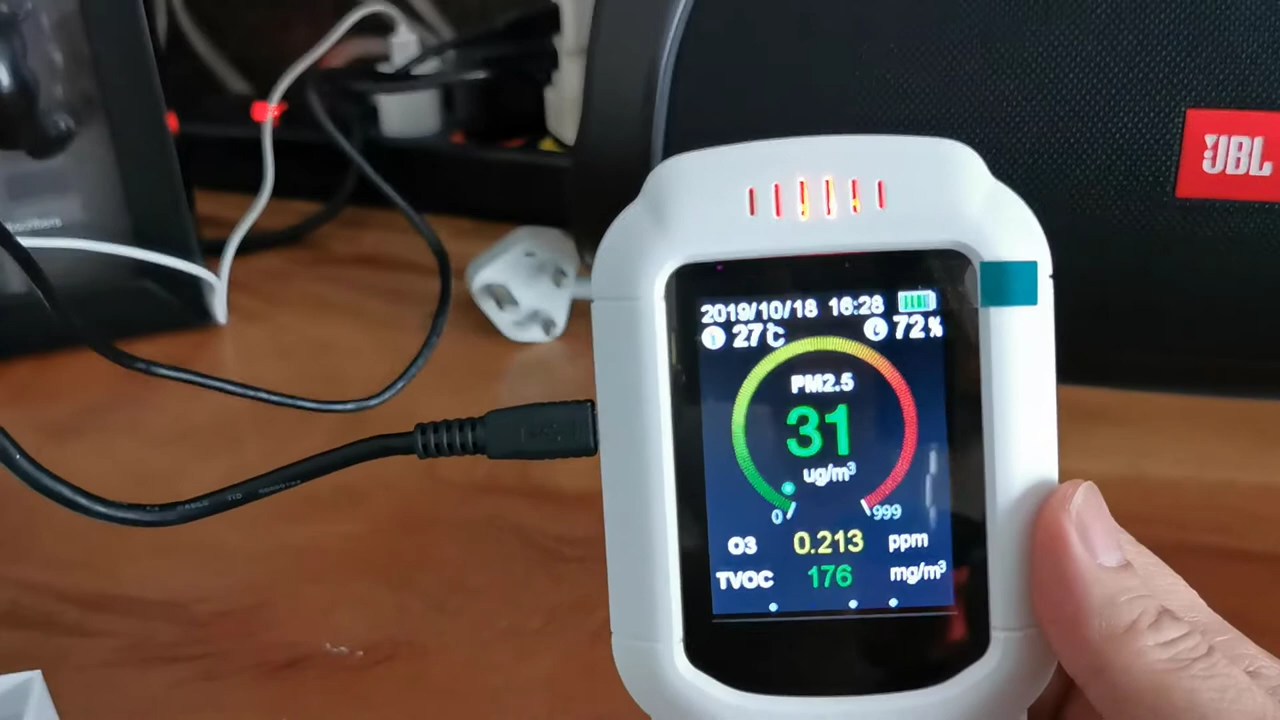 JBL
2019/10/18 16:28
27℃ 72%
PM2.5
31
ug/m³
0 999
O3 0.213 ppm
TVOC 176 mg/m³